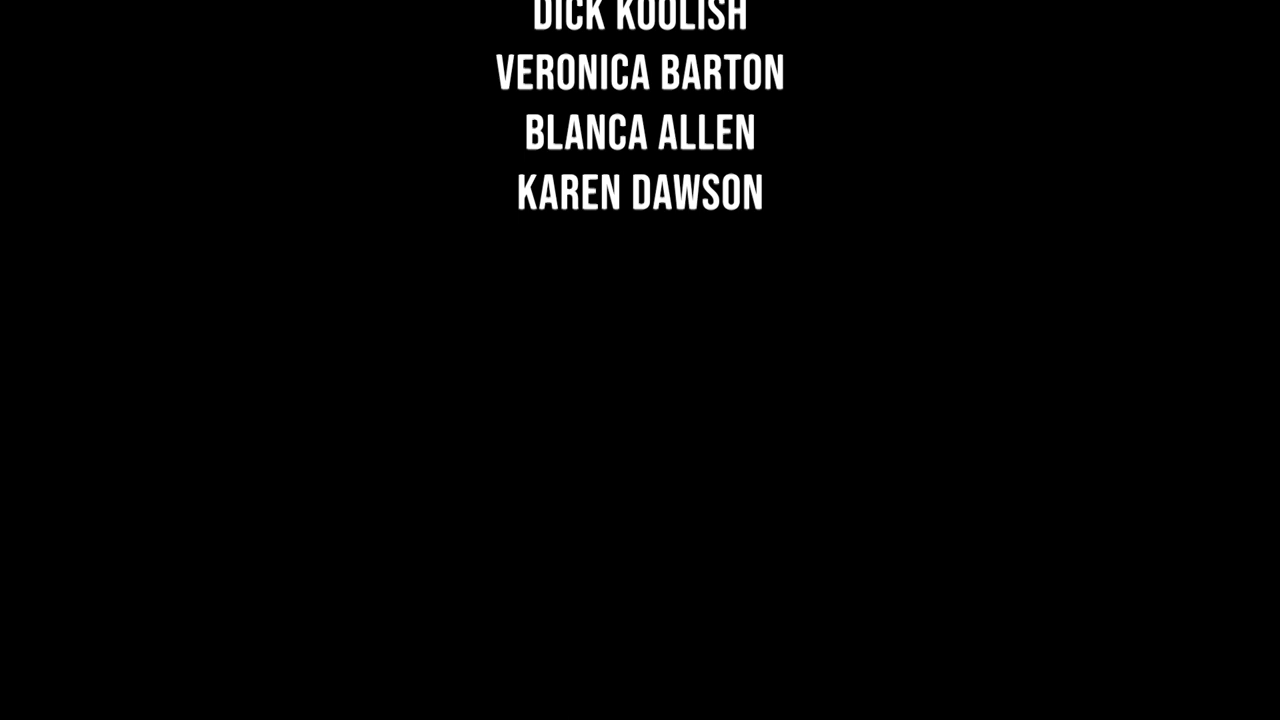 DICK KOOLISH
VERONICA BARTON
BLANCA ALLEN
KAREN DAWSON